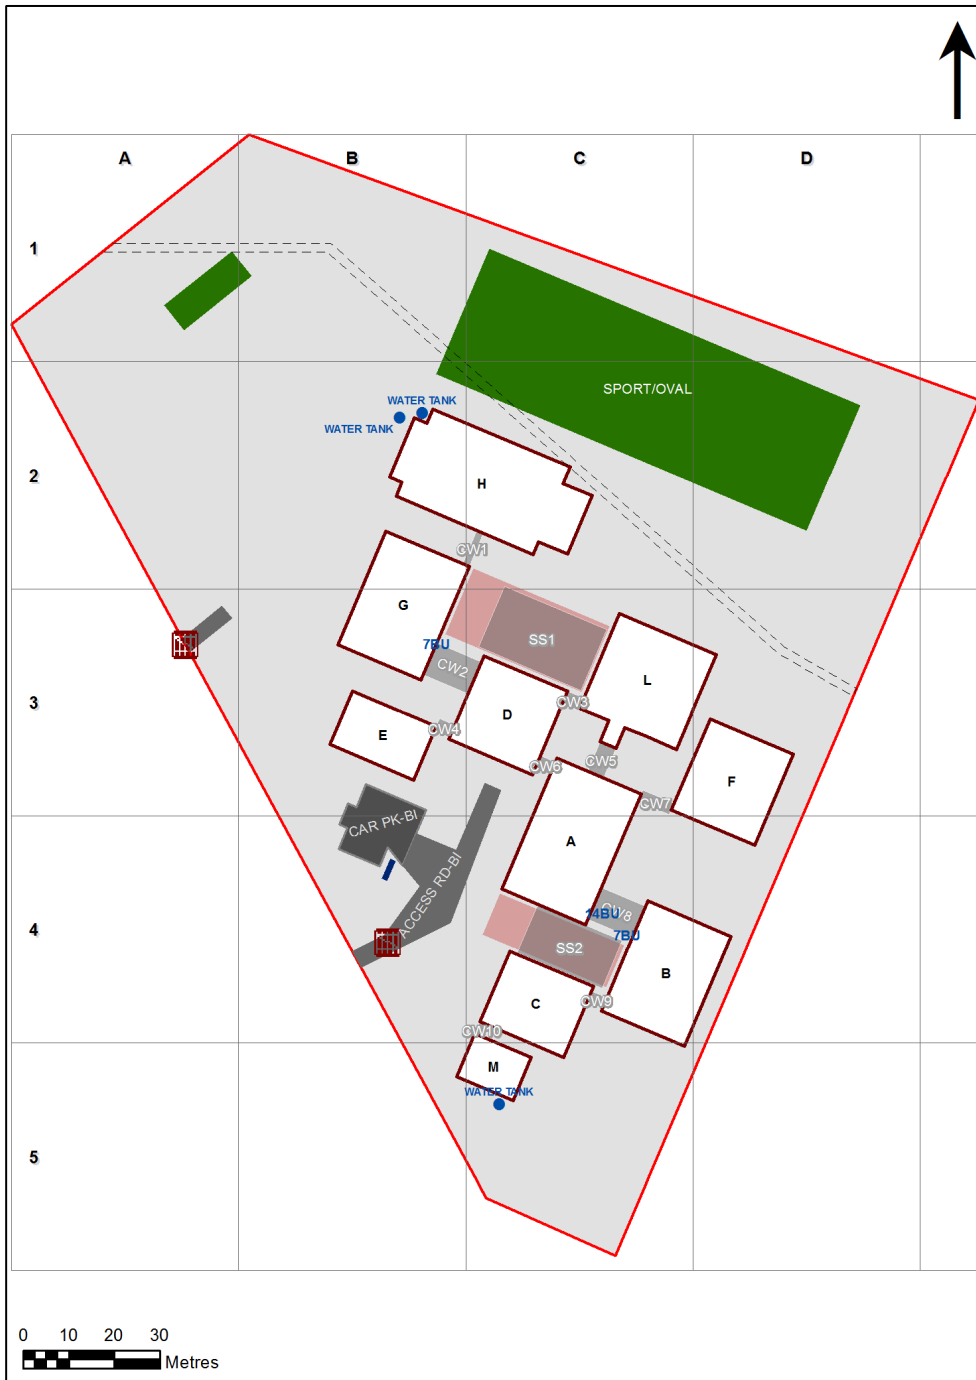 A
B
C
D
1
SPORT/OVAL
WATER TANK
WATER TANK
2
H
CW1
G
SS1
7BU
CW2
L
3
CW3
D
CW4
E
CW6
CW5
F
CW7
CAR PK-BI
A
ACCESS RD-BI
CW8
14BU
7BU
4
SS2
B
CW9
C
CW10
M
WATER TANK
5
0 10 20 30
Metres